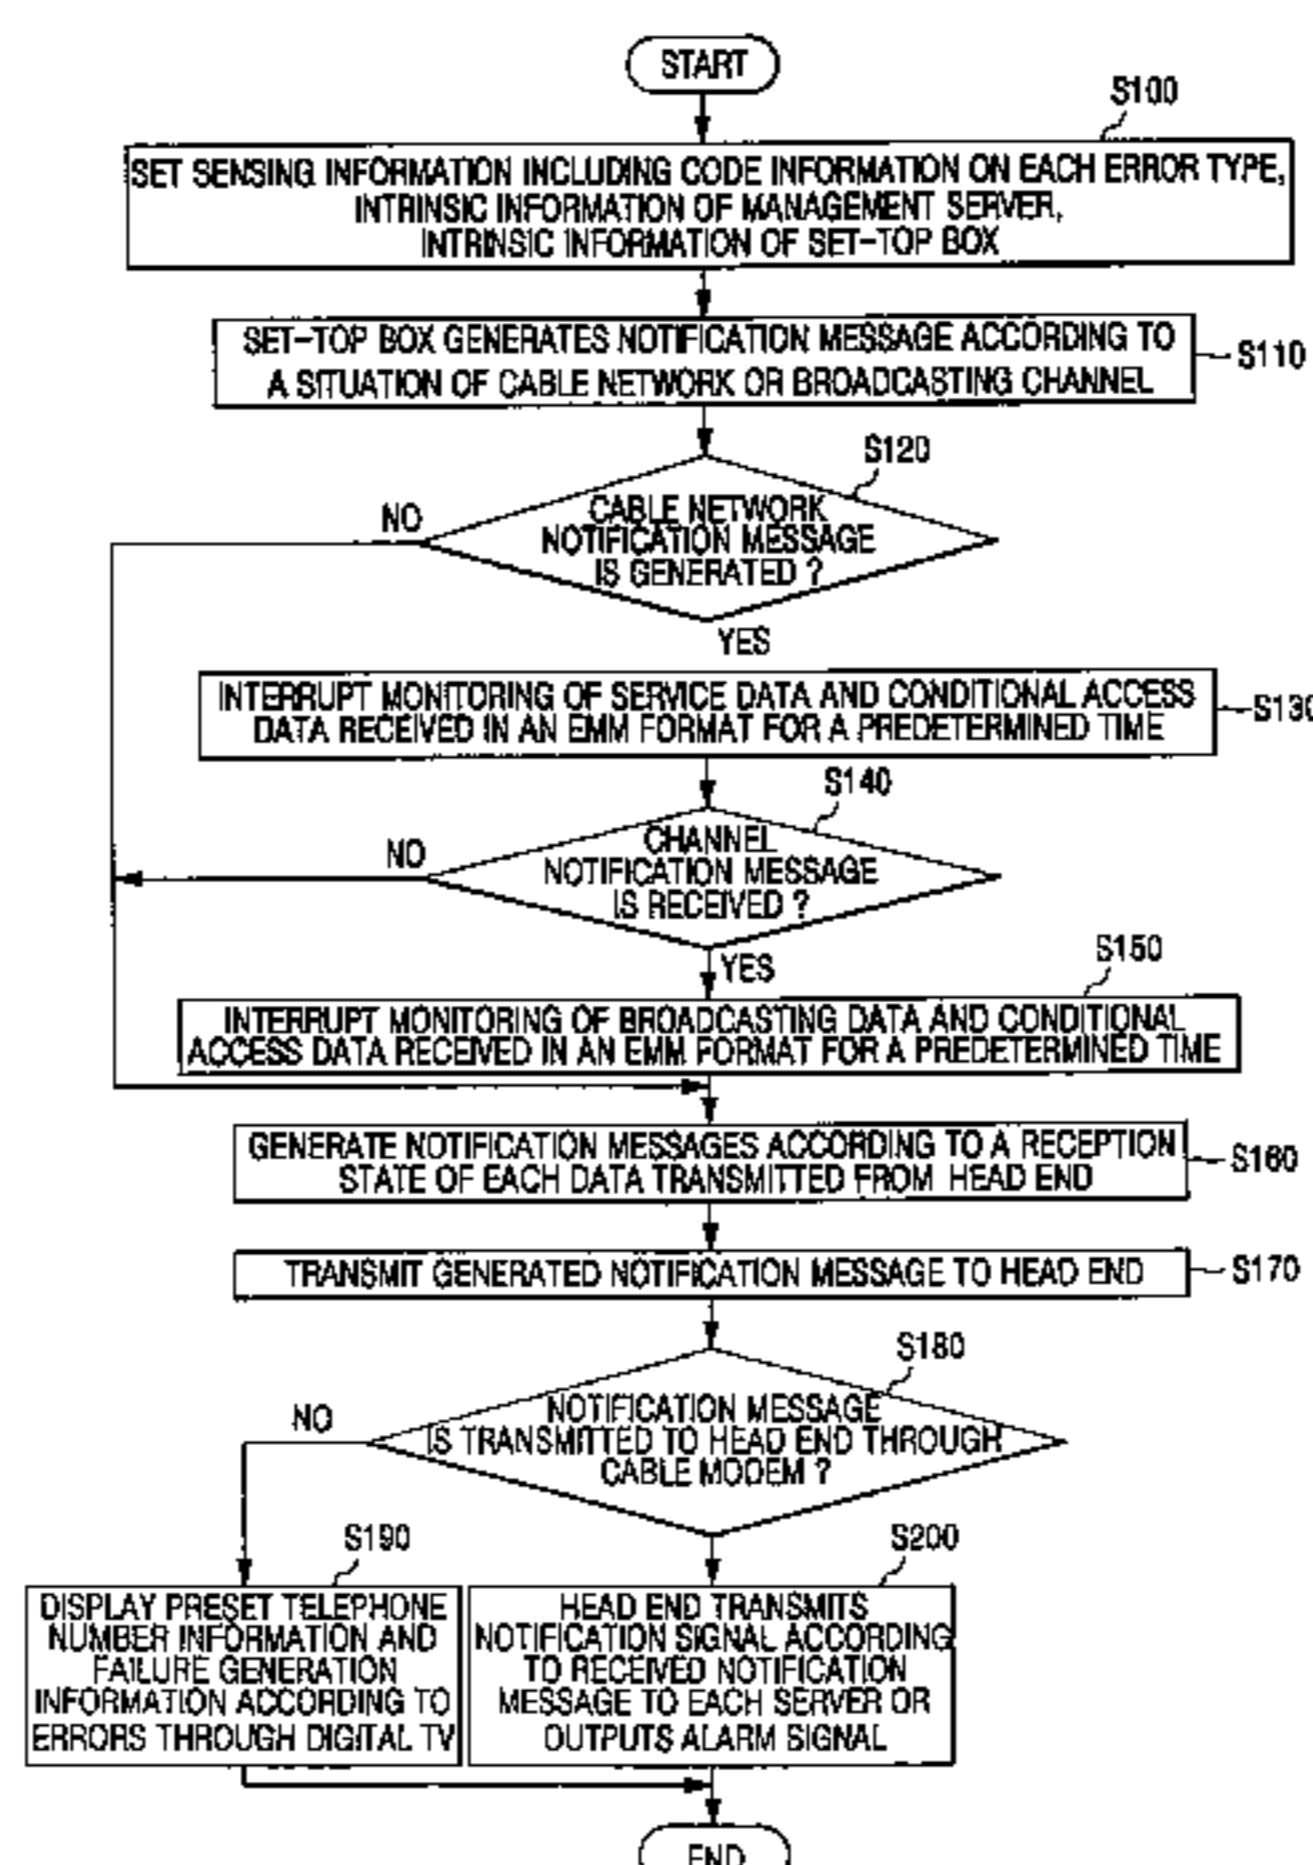 START
S100
SET SENSING INFORMATION INCLUDING CODE INFORMATION ON EACH ERROR TYPE,
INTRINSIC INFORMATION OF MANAGEMENT SERVER,
INTRINSIC INFORMATION OF SET-TOP BOX
SET-TOP BOX GENERATES NOTIFICATION MESSAGE ACCORDING TO
A SITUATION OF CABLE NETWORK OR BROADCASTING CHANNEL
S110
S120
CABLE NETWORK
NOTIFICATION MESSAGE
IS GENERATED ?
NO
YES
INTERRUPT MONITORING OF SERVICE DATA AND CONDITIONAL ACCESS
DATA RECEIVED IN AN EMM FORMAT FOR A PREDETERMINED TIME
S130
S140
CHANNEL
NOTIFICATION MESSAGE
IS RECEIVED ?
NO
YES
S150
INTERRUPT MONITORING OF BROADCASTING DATA AND CONDITIONAL
ACCESS DATA RECEIVED IN AN EMM FORMAT FOR A PREDETERMINED TIME
GENERATE NOTIFICATION MESSAGES ACCORDING TO A RECEPTION
STATE OF EACH DATA TRANSMITTED FROM HEAD END
S160
TRANSMIT GENERATED NOTIFICATION MESSAGE TO HEAD END
S170
S180
NOTIFICATION MESSAGE
IS TRANSMITTED TO HEAD END THROUGH
CABLE MODEM ?
NO
S190
DISPLAY PRESET TELEPHONE
NUMBER INFORMATION AND
FAILURE GENERATION
INFORMATION ACCORDING TO
ERRORS THROUGH DIGITAL TV
S200
HEAD END TRANSMITS
NOTIFICATION SIGNAL ACCORDING
TO RECEIVED NOTIFICATION
MESSAGE TO EACH SERVER OR
OUTPUTS ALARM SIGNAL
END